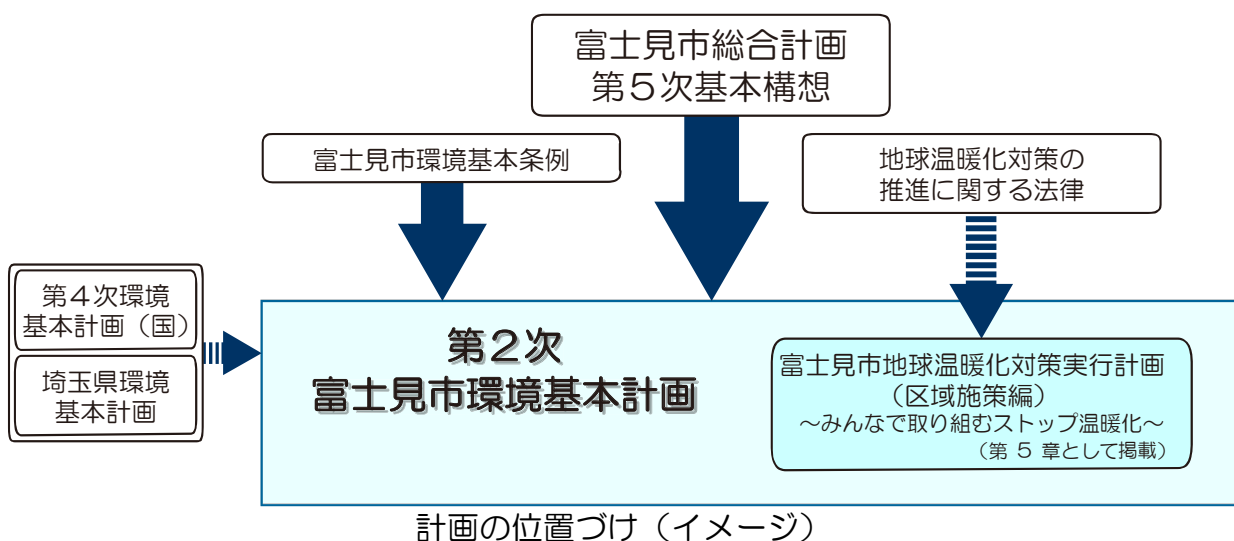 富士見市総合計画
第5次基本構想
富士見市環境基本条例
地球温暖化対策の
推進に関する法律
第4次環境
基本計画（国）
埼玉県環境
基本計画
第2次
富士見市環境基本計画
富士見市地球温暖化対策実行計画
（区域施策編）
～みんなで取り組むストップ温暖化～
（第 5 章として掲載）
計画の位置づけ（イメージ）